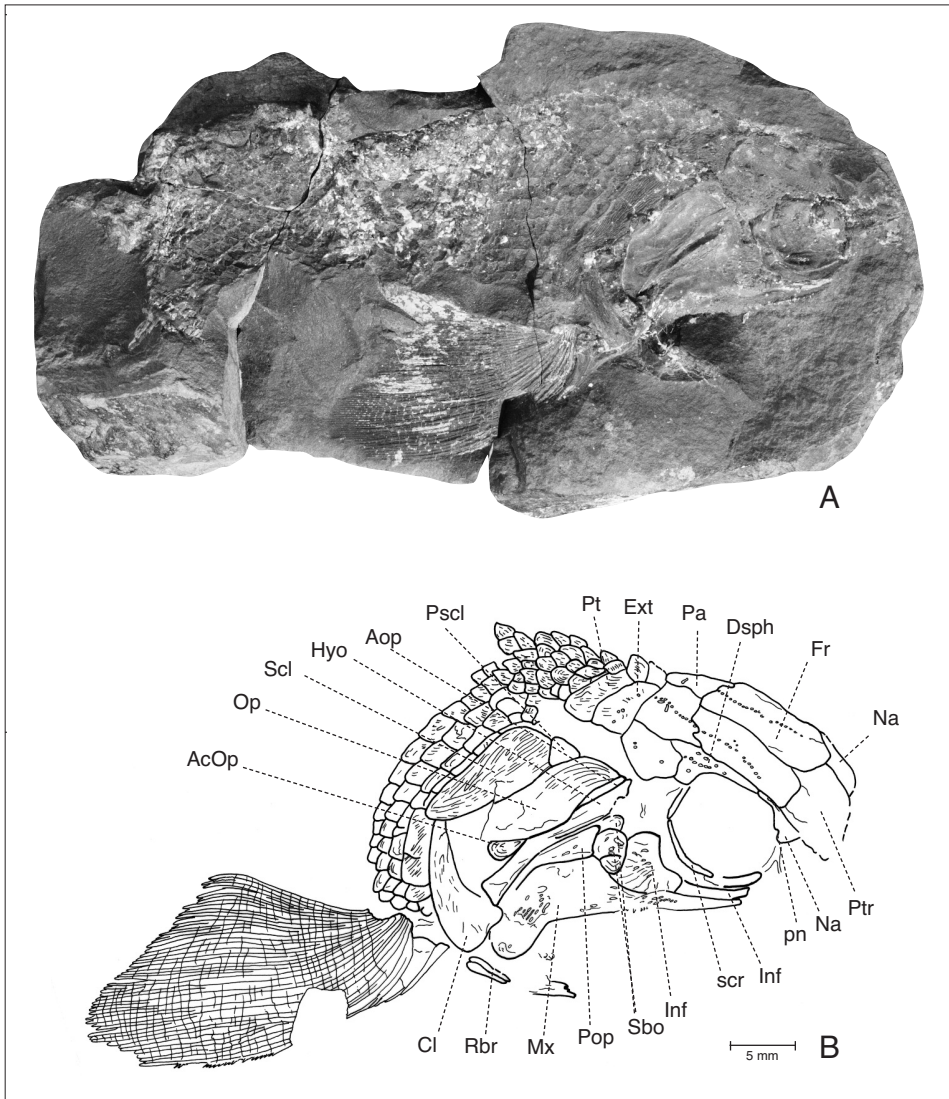 A
Pt
Ext
Pa
Dsph
Fr
Na
Pscl
Aop
Hyo
Scl
Op
AcOp
Cl
Rbr
Mx
Pop
Sbo
Inf
scr
Inf
pn
Na
Ptr
5 mm
B